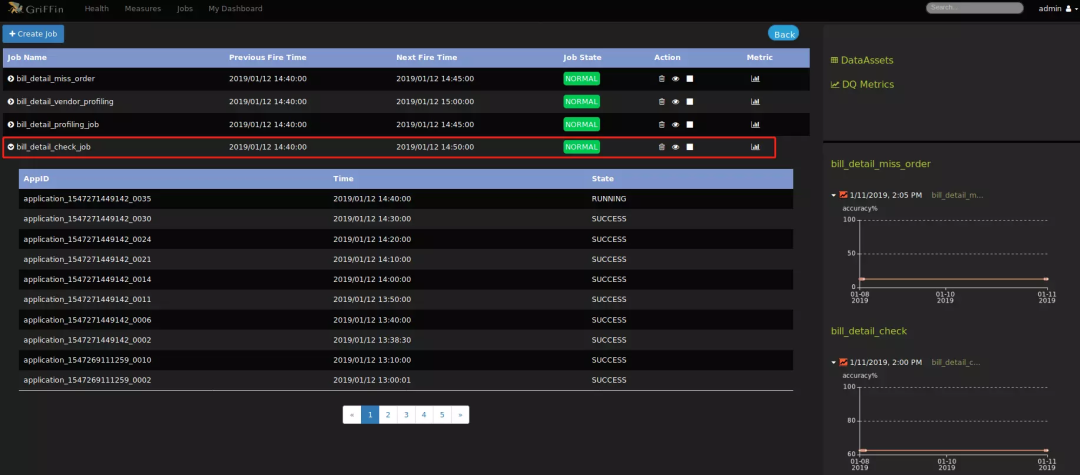 GriFFin Health Measures Jobs My Dashboard Search... admin
+ Create Job Back
Job Name Previous Fire Time Next Fire Time Job State Action Metric
bill_detail_miss_order 2019/01/12 14:40:00 2019/01/12 14:45:00 NORMAL
bill_detail_vendor_profiling 2019/01/12 14:40:00 2019/01/12 15:00:00 NORMAL
bill_detail_profiling_job 2019/01/12 14:40:00 2019/01/12 14:45:00 NORMAL
bill_detail_check_job 2019/01/12 14:40:00 2019/01/12 14:50:00 NORMAL
AppID Time State
application_1547271449142_0035 2019/01/12 14:40:00 RUNNING
application_1547271449142_0030 2019/01/12 14:30:00 SUCCESS
application_1547271449142_0024 2019/01/12 14:20:00 SUCCESS
application_1547271449142_0021 2019/01/12 14:10:00 SUCCESS
application_1547271449142_0014 2019/01/12 14:00:00 SUCCESS
application_1547271449142_0011 2019/01/12 13:50:00 SUCCESS
application_1547271449142_0006 2019/01/12 13:40:00 SUCCESS
application_1547271449142_0002 2019/01/12 13:38:30 SUCCESS
application_1547269111259_0010 2019/01/12 13:10:00 SUCCESS
application_1547269111259_0002 2019/01/12 13:00:01 SUCCESS
« 1 2 3 4 5 »
DataAssets
DQ Metrics
bill_detail_miss_order
1/11/2019, 2:05 PM bill_detail_m...
accuracy%
100
50
0
01-08 01-10 01-11
2019 2019 2019
bill_detail_check
1/11/2019, 2:00 PM bill_detail_c...
accuracy%
100
80
60
01-08 01-10 01-11
2019 2019 2019